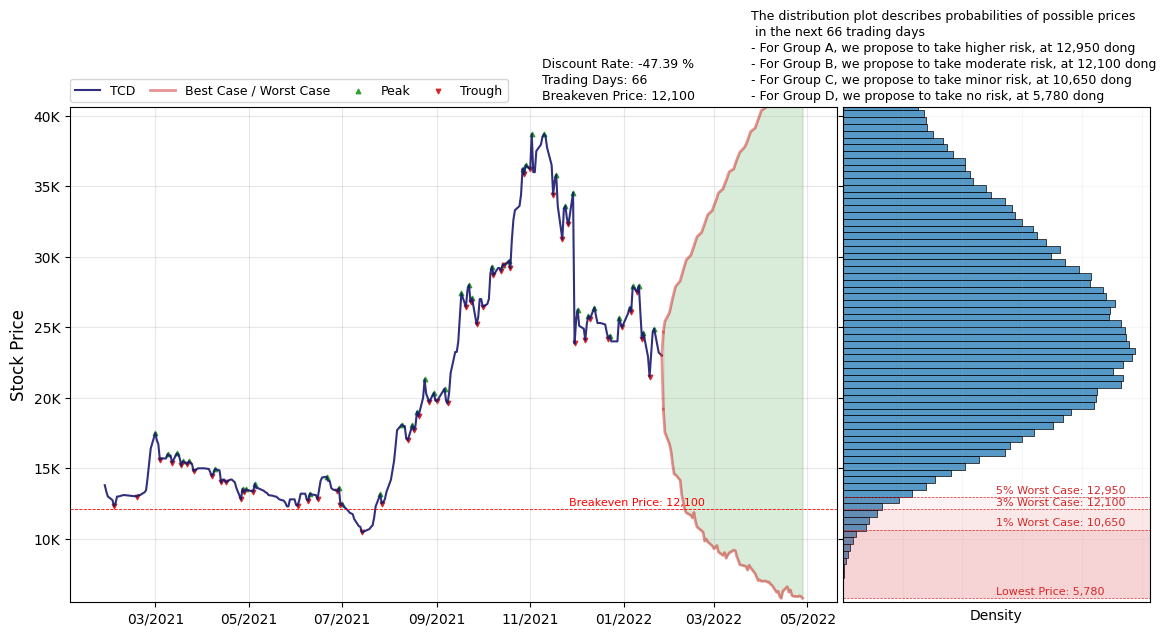 The distribution plot describes probabilities of possible prices
in the next 66 trading days
- For Group A, we propose to take higher risk, at 12,950 dong
- For Group B, we propose to take moderate risk, at 12,100 dong
- For Group C, we propose to take minor risk, at 10,650 dong
- For Group D, we propose to take no risk, at 5,780 dong
Discount Rate: -47.39 %
Trading Days: 66
Breakeven Price: 12,100
TCD
Best Case / Worst Case
Peak
Trough
Stock Price
40K
35K
30K
25K
20K
15K
10K
Breakeven Price: 12,100
03/2021
05/2021
07/2021
09/2021
11/2021
01/2022
03/2022
05/2022
5% Worst Case: 12,950
3% Worst Case: 12,100
1% Worst Case: 10,650
Lowest Price: 5,780
Density